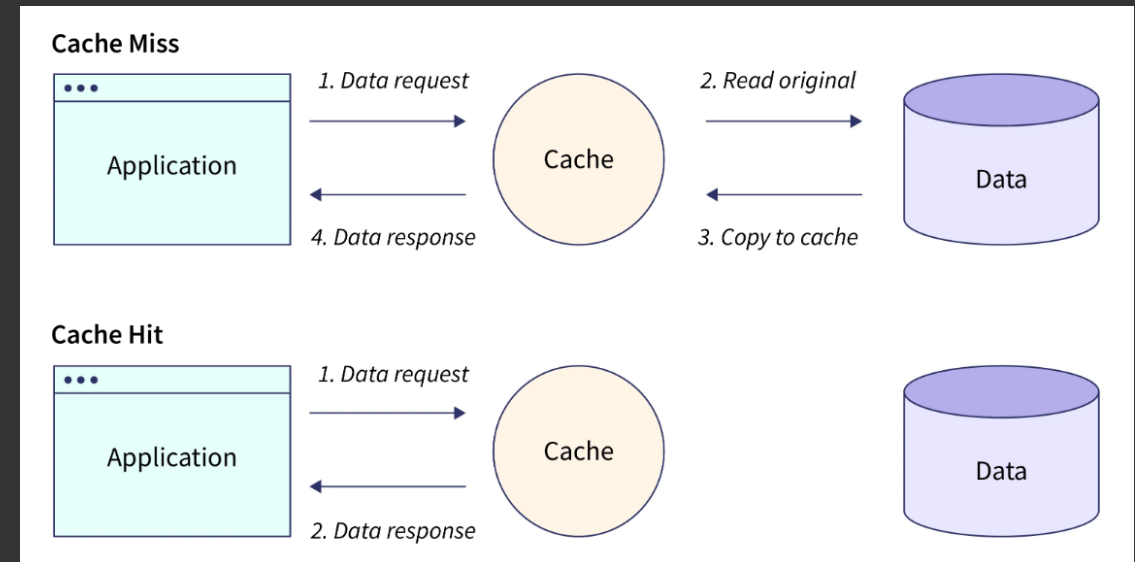 Cache Miss
1. Data request
2. Read original
Application
Cache
Data
4. Data response
3. Copy to cache
Cache Hit
1. Data request
Application
Cache
Data
2. Data response